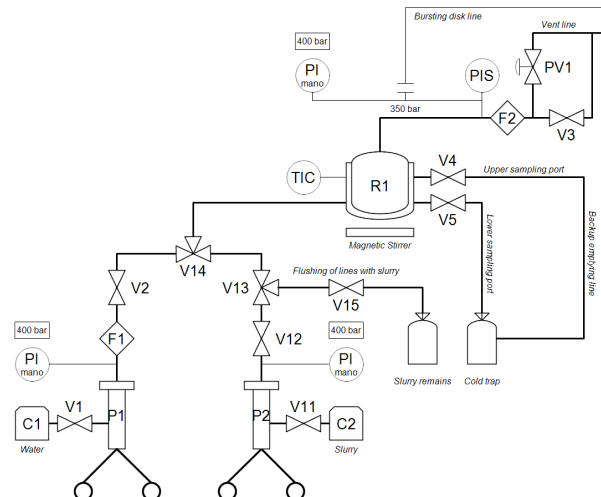 Bursting disk line
Vent line
400 bar
PI
mano
PIS
PV1
350 bar
F2
V3
TIC
R1
V4
Upper sampling port
V5
Magnetic Stirrer
Lower sampling port
Backup emptying line
V14
V2
V13
Flushing of lines with slurry
V15
400 bar
F1
400 bar
V12
PI
mano
PI
mano
Slurry remains
Cold trap
C1
V1
P1
P2
V11
C2
Water
Slurry